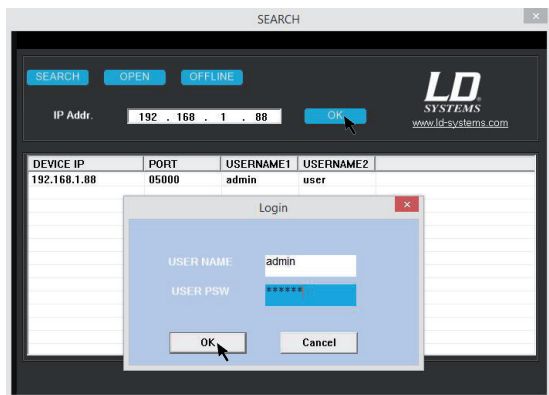 SEARCH
SEARCH OPEN OFFLINE
LD
SYSTEMS
www.ld-systems.com
IP Addr. 192 . 168 . 1 . 88 OK
DEVICE IP PORT USERNAME1 USERNAME2
192.168.1.88 05000 admin user
Login
USER NAME admin
USER PSW ******
OK Cancel